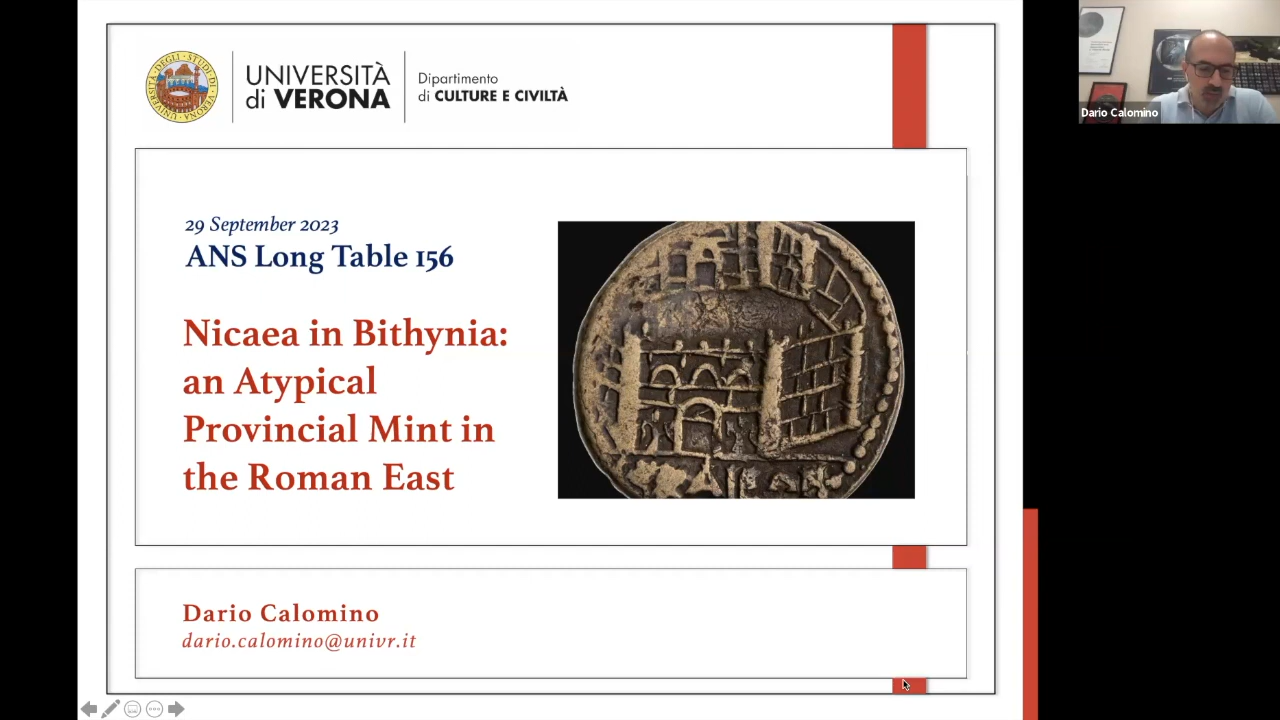 UNIVERSITÀ
di VERONA
Dipartimento
di CULTURE E CIVILTÀ
29 September 2023
ANS Long Table 156
Nicaea in Bithynia:
an Atypical
Provincial Mint in
the Roman East
Dario Calomino
dario.calomino@univr.it
Dario Calomino